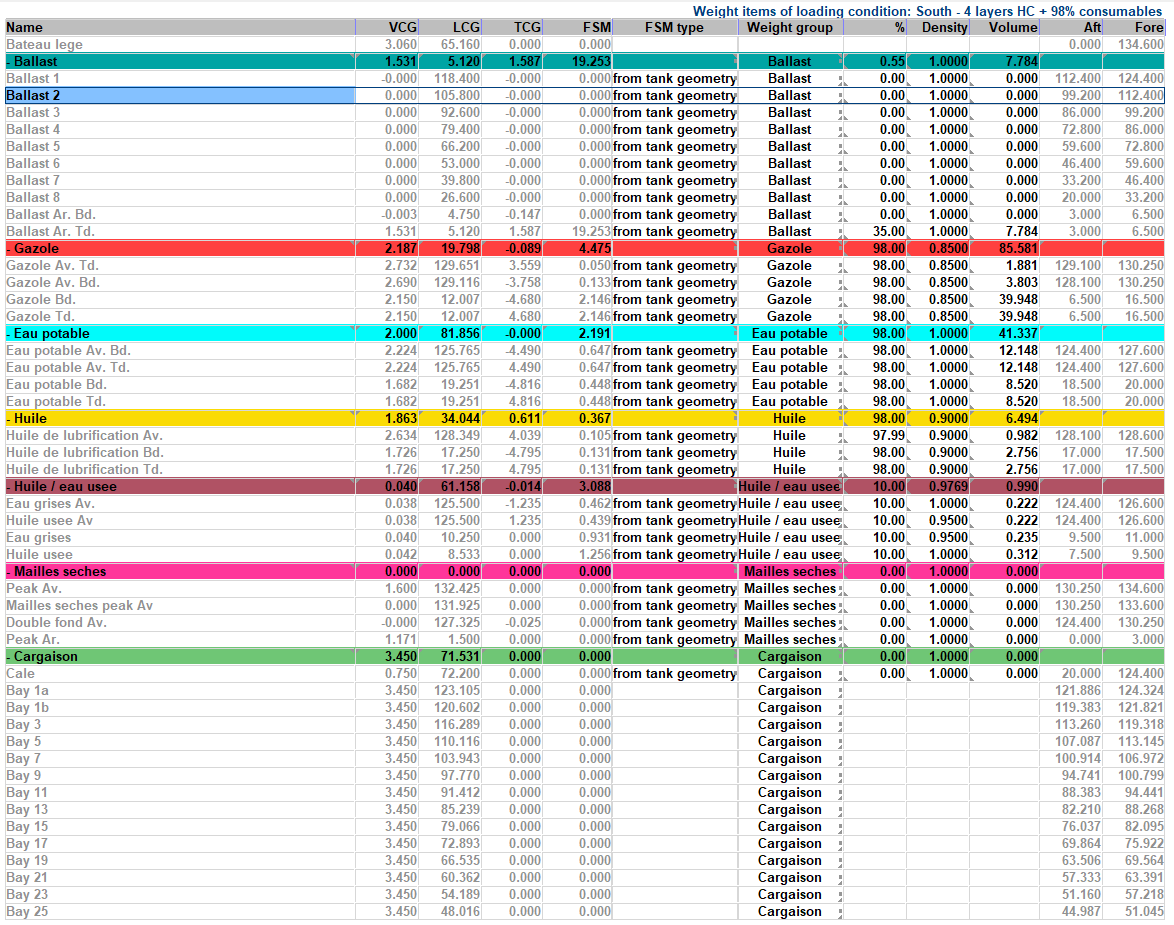 Weight items of loading condition: South - 4 layers HC + 98% consumables
Name VCG LCG TCG FSM FSM type Weight group % Density Volume Aft Fore
Bateau lege 3.060 65.160 0.000 0.000 0.000 134.600
- Ballast 1.531 5.120 1.587 19.253 Ballast 0.55 1.0000 7.784
Ballast 1 -0.000 118.400 -0.000 0.000 from tank geometry Ballast 0.00 1.0000 0.000 112.400 124.400
Ballast 2 0.000 105.800 -0.000 0.000 from tank geometry Ballast 0.00 1.0000 0.000 99.200 112.400
Ballast 3 0.000 92.600 -0.000 0.000 from tank geometry Ballast 0.00 1.0000 0.000 86.000 99.200
Ballast 4 0.000 79.400 -0.000 0.000 from tank geometry Ballast 0.00 1.0000 0.000 72.800 86.000
Ballast 5 0.000 66.200 -0.000 0.000 from tank geometry Ballast 0.00 1.0000 0.000 59.600 72.800
Ballast 6 0.000 53.000 -0.000 0.000 from tank geometry Ballast 0.00 1.0000 0.000 46.400 59.600
Ballast 7 0.000 39.800 -0.000 0.000 from tank geometry Ballast 0.00 1.0000 0.000 33.200 46.400
Ballast 8 0.000 26.600 -0.000 0.000 from tank geometry Ballast 0.00 1.0000 0.000 20.000 33.200
Ballast Ar. Bd. -0.003 4.750 -0.147 0.000 from tank geometry Ballast 0.00 1.0000 0.000 3.000 6.500
Ballast Ar. Td. 1.531 5.120 1.587 19.253 from tank geometry Ballast 35.00 1.0000 7.784 3.000 6.500
- Gazole 2.187 19.798 -0.089 4.475 Gazole 98.00 0.8500 85.581
Gazole Av. Td. 2.732 129.651 3.559 0.050 from tank geometry Gazole 98.00 0.8500 1.881 129.100 130.250
Gazole Av. Bd. 2.690 129.116 -3.758 0.133 from tank geometry Gazole 98.00 0.8500 3.803 128.100 130.250
Gazole Bd. 2.150 12.007 -4.680 2.146 from tank geometry Gazole 98.00 0.8500 39.948 6.500 16.500
Gazole Td. 2.150 12.007 4.680 2.146 from tank geometry Gazole 98.00 0.8500 39.948 6.500 16.500
- Eau potable 2.000 81.856 -0.000 2.191 Eau potable 98.00 1.0000 41.337
Eau potable Av. Bd. 2.224 125.765 -4.490 0.647 from tank geometry Eau potable 98.00 1.0000 12.148 124.400 127.600
Eau potable Av. Td. 2.224 125.765 4.490 0.647 from tank geometry Eau potable 98.00 1.0000 12.148 124.400 127.600
Eau potable Bd. 1.682 19.251 -4.816 0.448 from tank geometry Eau potable 98.00 1.0000 8.520 18.500 20.000
Eau potable Td. 1.682 19.251 4.816 0.448 from tank geometry Eau potable 98.00 1.0000 8.520 18.500 20.000
- Huile 1.863 34.044 0.611 0.367 Huile 98.00 0.9000 6.494
Huile de lubrification Av. 2.634 128.349 4.039 0.105 from tank geometry Huile 97.99 0.9000 0.982 128.100 128.600
Huile de lubrification Bd. 1.726 17.250 -4.795 0.131 from tank geometry Huile 98.00 0.9000 2.756 17.000 17.500
Huile de lubrification Td. 1.726 17.250 4.795 0.131 from tank geometry Huile 98.00 0.9000 2.756 17.000 17.500
- Huile / eau usee 0.040 61.158 -0.014 3.088 Huile / eau usee 10.00 0.9769 0.990
Eau grises Av. 0.038 125.500 -1.235 0.462 from tank geometry Huile / eau usee 10.00 1.0000 0.222 124.400 126.600
Huile usee Av 0.038 125.500 1.235 0.439 from tank geometry Huile / eau usee 10.00 0.9500 0.222 124.400 126.600
Eau grises 0.040 10.250 0.000 0.931 from tank geometry Huile / eau usee 10.00 0.9500 0.235 9.500 11.000
Huile usee 0.042 8.533 0.000 1.256 from tank geometry Huile / eau usee 10.00 1.0000 0.312 7.500 9.500
- Mailles seches 0.000 0.000 0.000 0.000 Mailles seches 0.00 1.0000 0.000
Peak Av. 1.600 132.425 0.000 0.000 from tank geometry Mailles seches 0.00 1.0000 0.000 130.250 134.600
Mailles seches peak Av 0.000 131.925 0.000 0.000 from tank geometry Mailles seches 0.00 1.0000 0.000 130.250 133.600
Double fond Av. -0.000 127.325 -0.025 0.000 from tank geometry Mailles seches 0.00 1.0000 0.000 124.400 130.250
Peak Ar. 1.171 1.500 0.000 0.000 from tank geometry Mailles seches 0.00 1.0000 0.000 0.000 3.000
- Cargaison 3.450 71.531 0.000 0.000 Cargaison 0.00 1.0000 0.000
Cale 0.750 72.200 0.000 0.000 from tank geometry Cargaison 0.00 1.0000 0.000 20.000 124.400
Bay 1a 3.450 123.105 0.000 0.000 Cargaison 121.886 124.324
Bay 1b 3.450 120.602 0.000 0.000 Cargaison 119.383 121.821
Bay 3 3.450 116.289 0.000 0.000 Cargaison 113.260 119.318
Bay 5 3.450 110.116 0.000 0.000 Cargaison 107.087 113.145
Bay 7 3.450 103.943 0.000 0.000 Cargaison 100.914 106.972
Bay 9 3.450 97.770 0.000 0.000 Cargaison 94.741 100.799
Bay 11 3.450 91.412 0.000 0.000 Cargaison 88.383 94.441
Bay 13 3.450 85.239 0.000 0.000 Cargaison 82.210 88.268
Bay 15 3.450 79.066 0.000 0.000 Cargaison 76.037 82.095
Bay 17 3.450 72.893 0.000 0.000 Cargaison 69.864 75.922
Bay 19 3.450 66.535 0.000 0.000 Cargaison 63.506 69.564
Bay 21 3.450 60.362 0.000 0.000 Cargaison 57.333 63.391
Bay 23 3.450 54.189 0.000 0.000 Cargaison 51.160 57.218
Bay 25 3.450 48.016 0.000 0.000 Cargaison 44.987 51.045